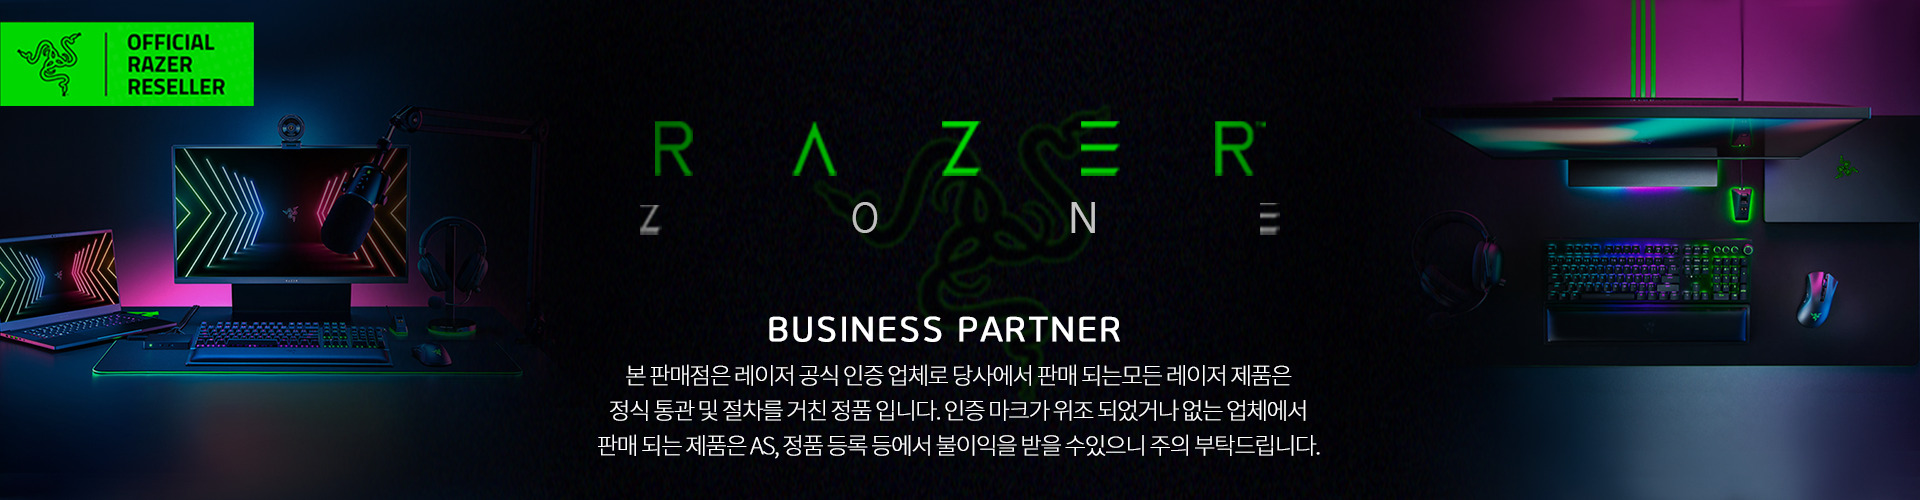 OFFICIAL
RAZER
RESELLER
RAZER™
ZONE
BUSINESS PARTNER
본 판매점은 레이저 공식 인증 업체로 당사에서 판매 되는모든 레이저 제품은
정식 통관 및 절차를 거친 정품 입니다. 인증 마크가 위조 되었거나 없는 업체에서
판매 되는 제품은 AS, 정품 등록 등에서 불이익을 받을 수있으니 주의 부탁드립니다.
RAZER